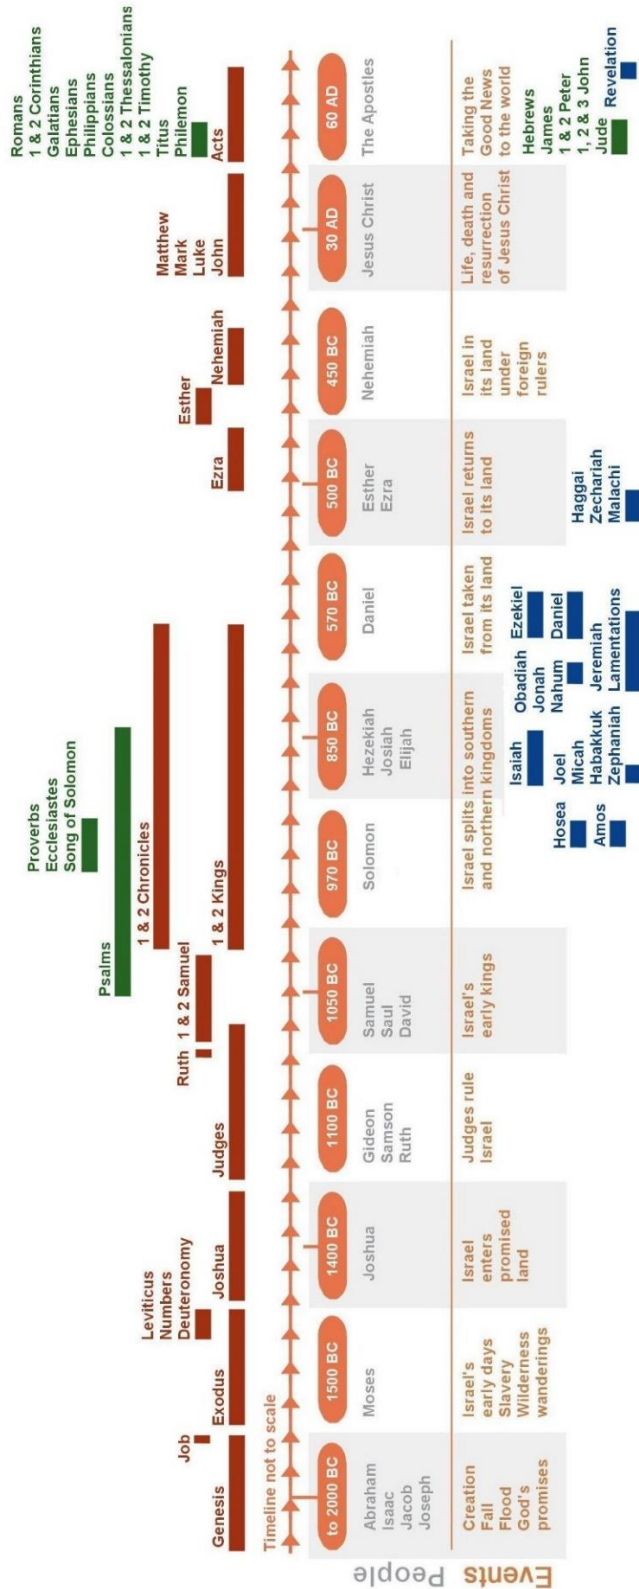 Romans
1 & 2 Corinthians
Galatians
Ephesians
Philippians
Colossians
1 & 2 Thessalonians
1 & 2 Timothy
Titus
Philemon
Proverbs
Ecclesiastes
Song of Solomon
Psalms
Matthew
Mark
Luke
John
1 & 2 Chronicles
Leviticus
Numbers
Deuteronomy
Job
Ruth
1 & 2 Samuel
Esther
Genesis
Exodus
Joshua
Judges
1 & 2 Kings
Ezra
Nehemiah
Acts
Timeline not to scale
to 2000 BC
1500 BC
1400 BC
1100 BC
1050 BC
970 BC
850 BC
570 BC
500 BC
450 BC
30 AD
60 AD
People
Abraham
Isaac
Jacob
Joseph
Moses
Joshua
Gideon
Samson
Ruth
Samuel
Saul
David
Solomon
Hezekiah
Josiah
Elijah
Daniel
Esther
Ezra
Nehemiah
Jesus Christ
The Apostles
Events
Creation
Fall
Flood
God's
promises
Israel's
early days
Slavery
Wilderness
wanderings
Israel
enters
promised
land
Judges rule
Israel
Israel's
early kings
Israel splits into southern
and northern kingdoms
Israel taken
from its land
Israel returns
to its land
Israel in
its land
under
foreign
rulers
Life, death and
resurrection
of Jesus Christ
Taking the
Good News
to the world
Hosea
Amos
Isaiah
Joel
Micah
Habakkuk
Zephaniah
Obadiah
Jonah
Nahum
Jeremiah
Lamentations
Ezekiel
Daniel
Haggai
Zechariah
Malachi
Hebrews
James
1 & 2 Peter
1, 2 & 3 John
Jude
Revelation